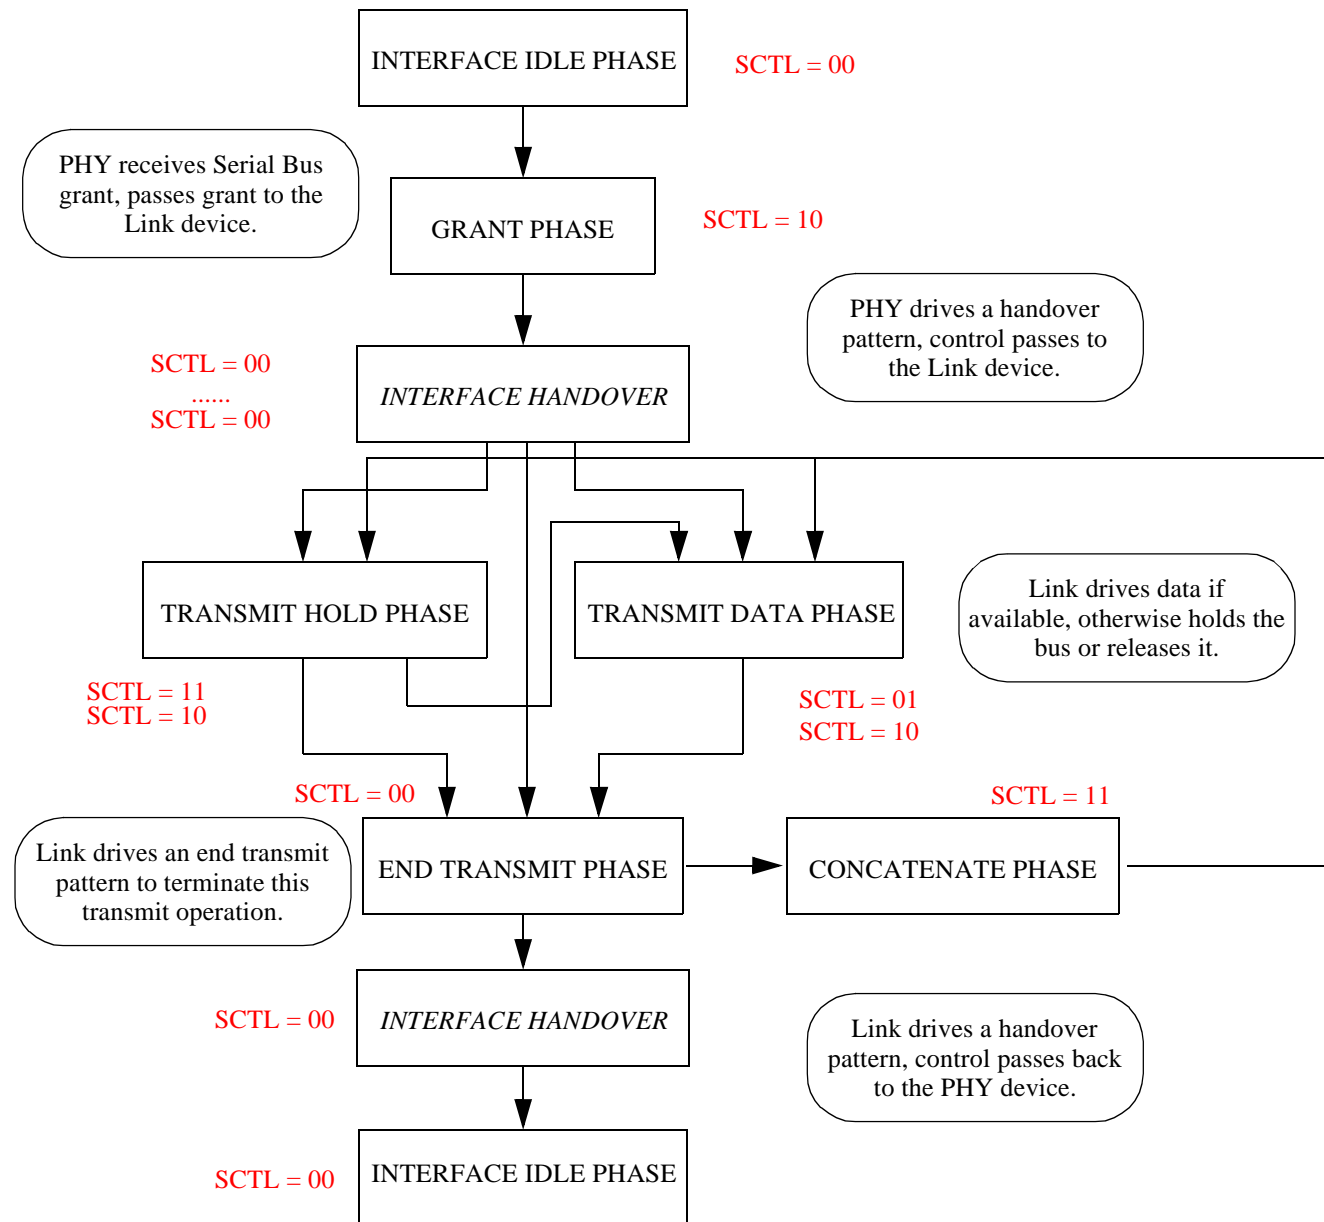 INTERFACE IDLE PHASE
SCTL = 00
PHY receives Serial Bus
grant, passes grant to the
Link device.
GRANT PHASE
SCTL = 10
PHY drives a handover
pattern, control passes to
the Link device.
SCTL = 00
......
SCTL = 00
INTERFACE HANDOVER
TRANSMIT HOLD PHASE
TRANSMIT DATA PHASE
Link drives data if
available, otherwise holds the
bus or releases it.
SCTL = 11
SCTL = 10
SCTL = 01
SCTL = 10
SCTL = 00
SCTL = 11
Link drives an end transmit
pattern to terminate this
transmit operation.
END TRANSMIT PHASE
CONCATENATE PHASE
SCTL = 00
INTERFACE HANDOVER
Link drives a handover
pattern, control passes back
to the PHY device.
SCTL = 00
INTERFACE IDLE PHASE